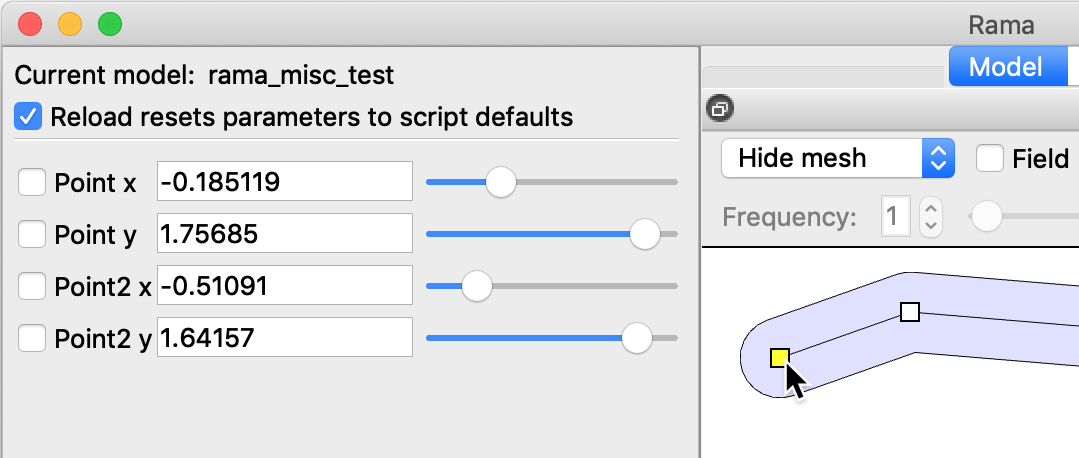 Rama
Current model: rama_misc_test
Reload resets parameters to script defaults
Point x -0.185119
Point y 1.75685
Point2 x -0.51091
Point2 y 1.64157
Model
Hide mesh Field
Frequency: 1